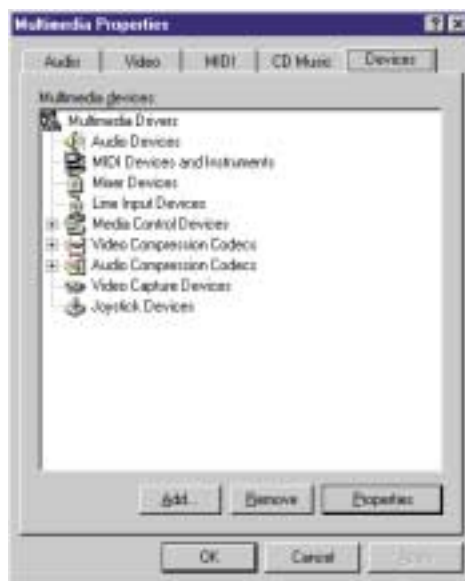 Multimedia Properties
Audio Video MIDI CD Music Devices
Multimedia devices:
Multimedia Drivers
Audio Devices
MIDI Devices and Instruments
Mixer Devices
Line Input Devices
Media Control Devices
Video Compression Codecs
Audio Compression Codecs
Video Capture Devices
Joystick Devices
Add... Remove Properties
OK Cancel Apply